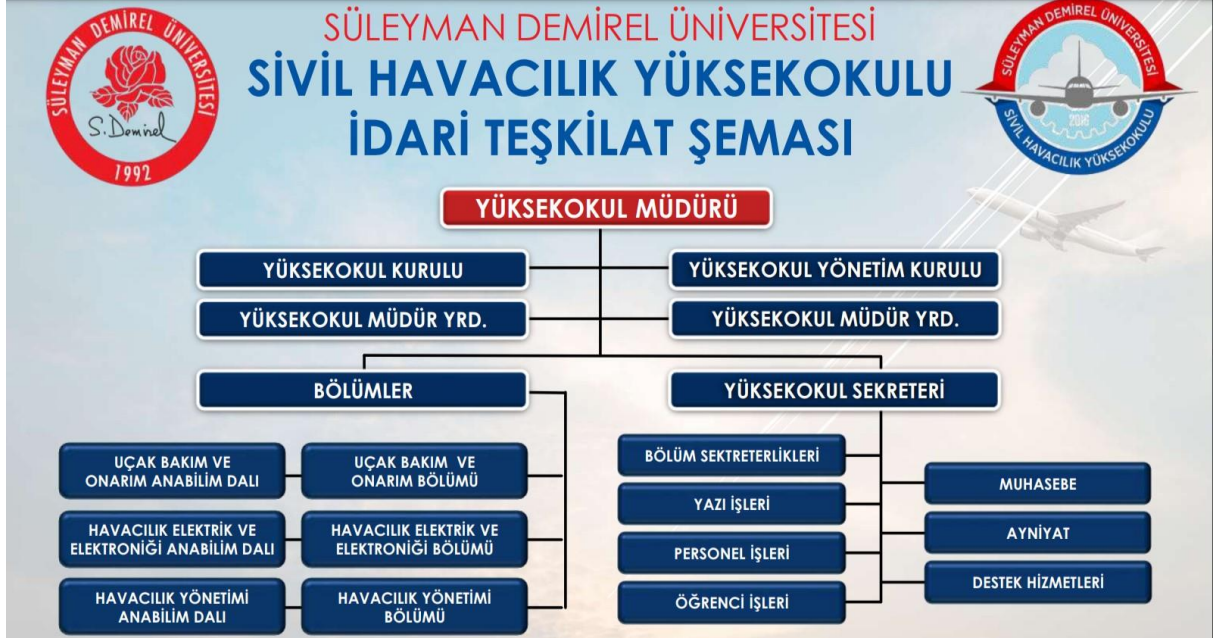 SÜLEYMAN DEMİREL ÜNİVERSİTESİ
S. Demirel
1992
SÜLEYMAN DEMİREL ÜNİVERSİTESİ
SİVİL HAVACILIK YÜKSEKOKULU
İDARİ TEŞKİLAT ŞEMASI
SÜLEYMAN DEMİREL ÜNİVERSİTESİ
2016
SİVİL HAVACILIK YÜKSEKOKULU
YÜKSEKOKUL MÜDÜRÜ
YÜKSEKOKUL KURULU
YÜKSEKOKUL YÖNETİM KURULU
YÜKSEKOKUL MÜDÜR YRD.
YÜKSEKOKUL MÜDÜR YRD.
BÖLÜMLER
YÜKSEKOKUL SEKRETERİ
UÇAK BAKIM VE
ONARIM ANABİLİM DALI
UÇAK BAKIM VE
ONARIM BÖLÜMÜ
HAVACILIK ELEKTRİK VE
ELEKTRONİĞİ ANABİLİM DALI
HAVACILIK ELEKTRİK VE
ELEKTRONİĞİ BÖLÜMÜ
HAVACILIK YÖNETİMİ
ANABİLİM DALI
HAVACILIK YÖNETİMİ
BÖLÜMÜ
BÖLÜM SEKTRETERLİKLERİ
YAZI İŞLERİ
PERSONEL İŞLERİ
ÖĞRENCİ İŞLERİ
MUHASEBE
AYNİYAT
DESTEK HİZMETLERİ